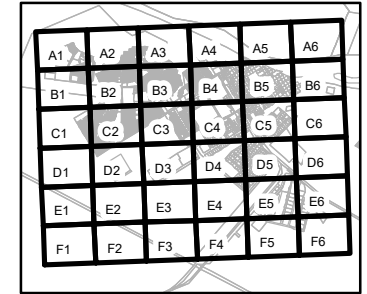 A1 A2 A3 A4 A5 A6
B1 B2 B3 B4 B5 B6
C1 C2 C3 C4 C5 C6
D1 D2 D3 D4 D5 D6
E1 E2 E3 E4 E5 E6
F1 F2 F3 F4 F5 F6